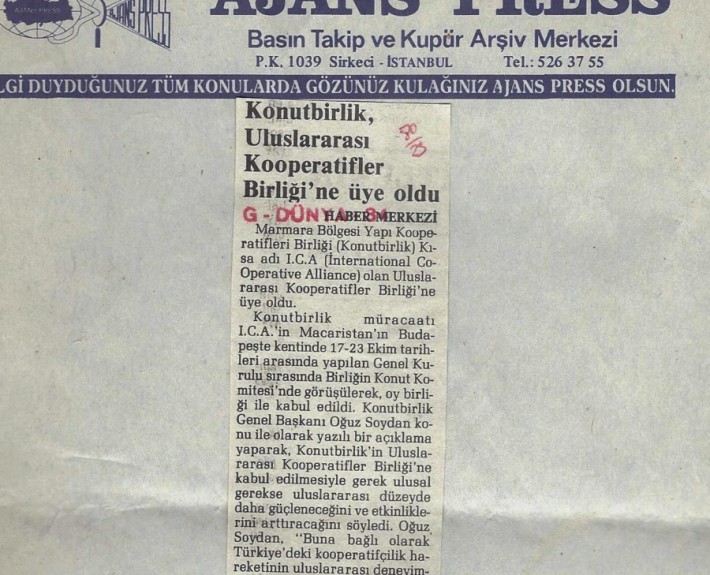 AJANS PRESS
AJANS PRESS
AJANS PRESS
Basın Takip ve Kupür Arşiv Merkezi
P.K. 1039 Sirkeci - İSTANBUL Tel.: 526 37 55
LGİ DUYDUĞUNUZ TÜM KONULARDA GÖZÜNÜZ KULAĞINIZ AJANS PRESS OLSUN.
Konutbirlik,
Uluslararası
Kooperatifler
Birliği'ne üye oldu
G - DÜNYA HABER MERKEZİ
Marmara Bölgesi Yapı Koope-
ratifleri Birliği (Konutbirlik) Kı-
sa adı I.C.A (İnternational Co-
Operative Alliance) olan Ulusla-
rarası Kooperatifler Birliği'ne
üye oldu.
Konutbirlik müracaatı
I.C.A.'in Macaristan'ın Buda-
peşte kentinde 17-23 Ekim tarih-
leri arasında yapılan Genel Ku-
rulu sırasında Birliğin Konut Ko-
mitesi'nde görüşülerek, oy birli-
ği ile kabul edildi. Konutbirlik
Genel Başkanı Oğuz Soydan ko-
nu ile olarak yazılı bir açıklama
yaparak, Konutbirlik'in Ulusla-
rarası Kooperatifler Birliği'ne
kabul edilmesiyle gerek ulusal
gerekse uluslararası düzeyde
daha güçleneceğini ve etkinlikle-
rini arttıracağını söyledi. Oğuz
Soydan, "Buna bağlı olarak
Türkiye'deki kooperatifçilik ha-
reketinin uluslararası deneyim-